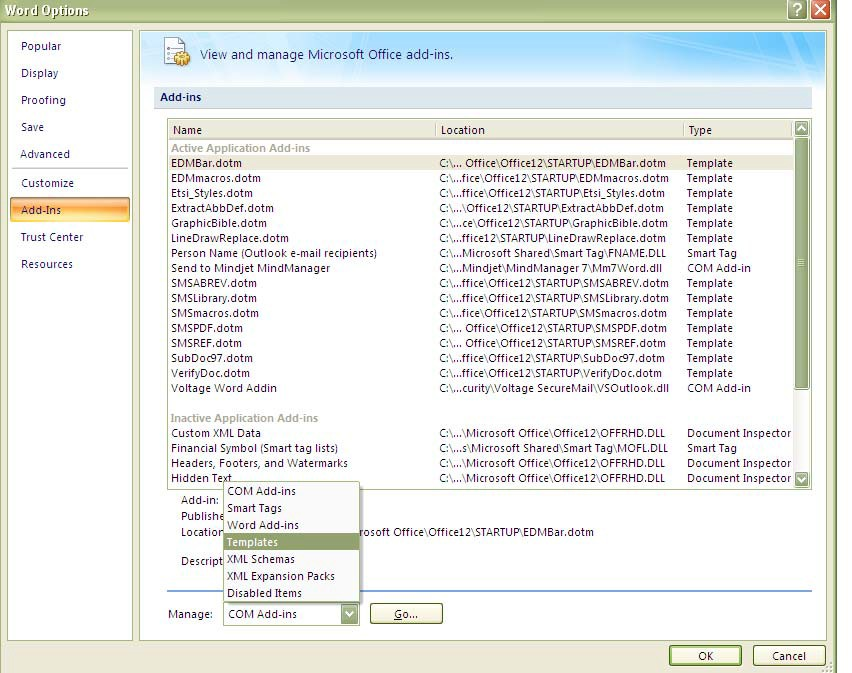 Word Options
Popular
Display
Proofing
Save
Advanced
Customize
Add-Ins
Trust Center
Resources
View and manage Microsoft Office add-ins.
Add-ins
Name Location Type
Active Application Add-ins
EDMBar.dotm C:\... Office\Office12\STARTUP\EDMBar.dotm Template
EDMmacros.dotm C:\...fice\Office12\STARTUP\EDMmacros.dotm Template
Etsi_Styles.dotm C:\...ffice\Office12\STARTUP\Etsi_Styles.dotm Template
ExtractAbbDef.dotm C:\...\Office12\STARTUP\ExtractAbbDef.dotm Template
GraphicBible.dotm C:\...ce\Office12\STARTUP\GraphicBible.dotm Template
LineDrawReplace.dotm C:\...ffice12\STARTUP\LineDrawReplace.dotm Template
Person Name (Outlook e-mail recipients) C:\...Microsoft Shared\Smart Tag\FNAME.DLL Smart Tag
Send to Mindjet MindManager C:\...Mindjet\MindManager 7\Mm7Word.dll COM Add-in
SMSABREV.dotm C:\...fice\Office12\STARTUP\SMSABREV.dotm Template
SMSLibrary.dotm C:\...ffice\Office12\STARTUP\SMSLibrary.dotm Template
SMSmacros.dotm C:\...fice\Office12\STARTUP\SMSmacros.dotm Template
SMSPDF.dotm C:\... Office\Office12\STARTUP\SMSPDF.dotm Template
SMSREF.dotm C:\... Office\Office12\STARTUP\SMSREF.dotm Template
SubDoc97.dotm C:\...ffice\Office12\STARTUP\SubDoc97.dotm Template
VerifyDoc.dotm C:\...ffice\Office12\STARTUP\VerifyDoc.dotm Template
Voltage Word Addin C:\...curity\Voltage SecureMail\VSOutlook.dll COM Add-in
Inactive Application Add-ins
Custom XML Data C:\...\Microsoft Office\Office12\OFFRHD.DLL Document Inspector
Financial Symbol (Smart tag lists) C:\...s\Microsoft Shared\Smart Tag\MOFL.DLL Smart Tag
Headers, Footers, and Watermarks C:\...\Microsoft Office\Office12\OFFRHD.DLL Document Inspector
Hidden Text C:\...\Microsoft Office\Office12\OFFRHD.DLL Document Inspector
Add-in:
Publishe
Location rosoft Office\Office12\STARTUP\EDMBar.dotm
Descript
COM Add-ins
Smart Tags
Word Add-ins
Templates
XML Schemas
XML Expansion Packs
Disabled Items
Manage: COM Add-ins Go...
OK Cancel